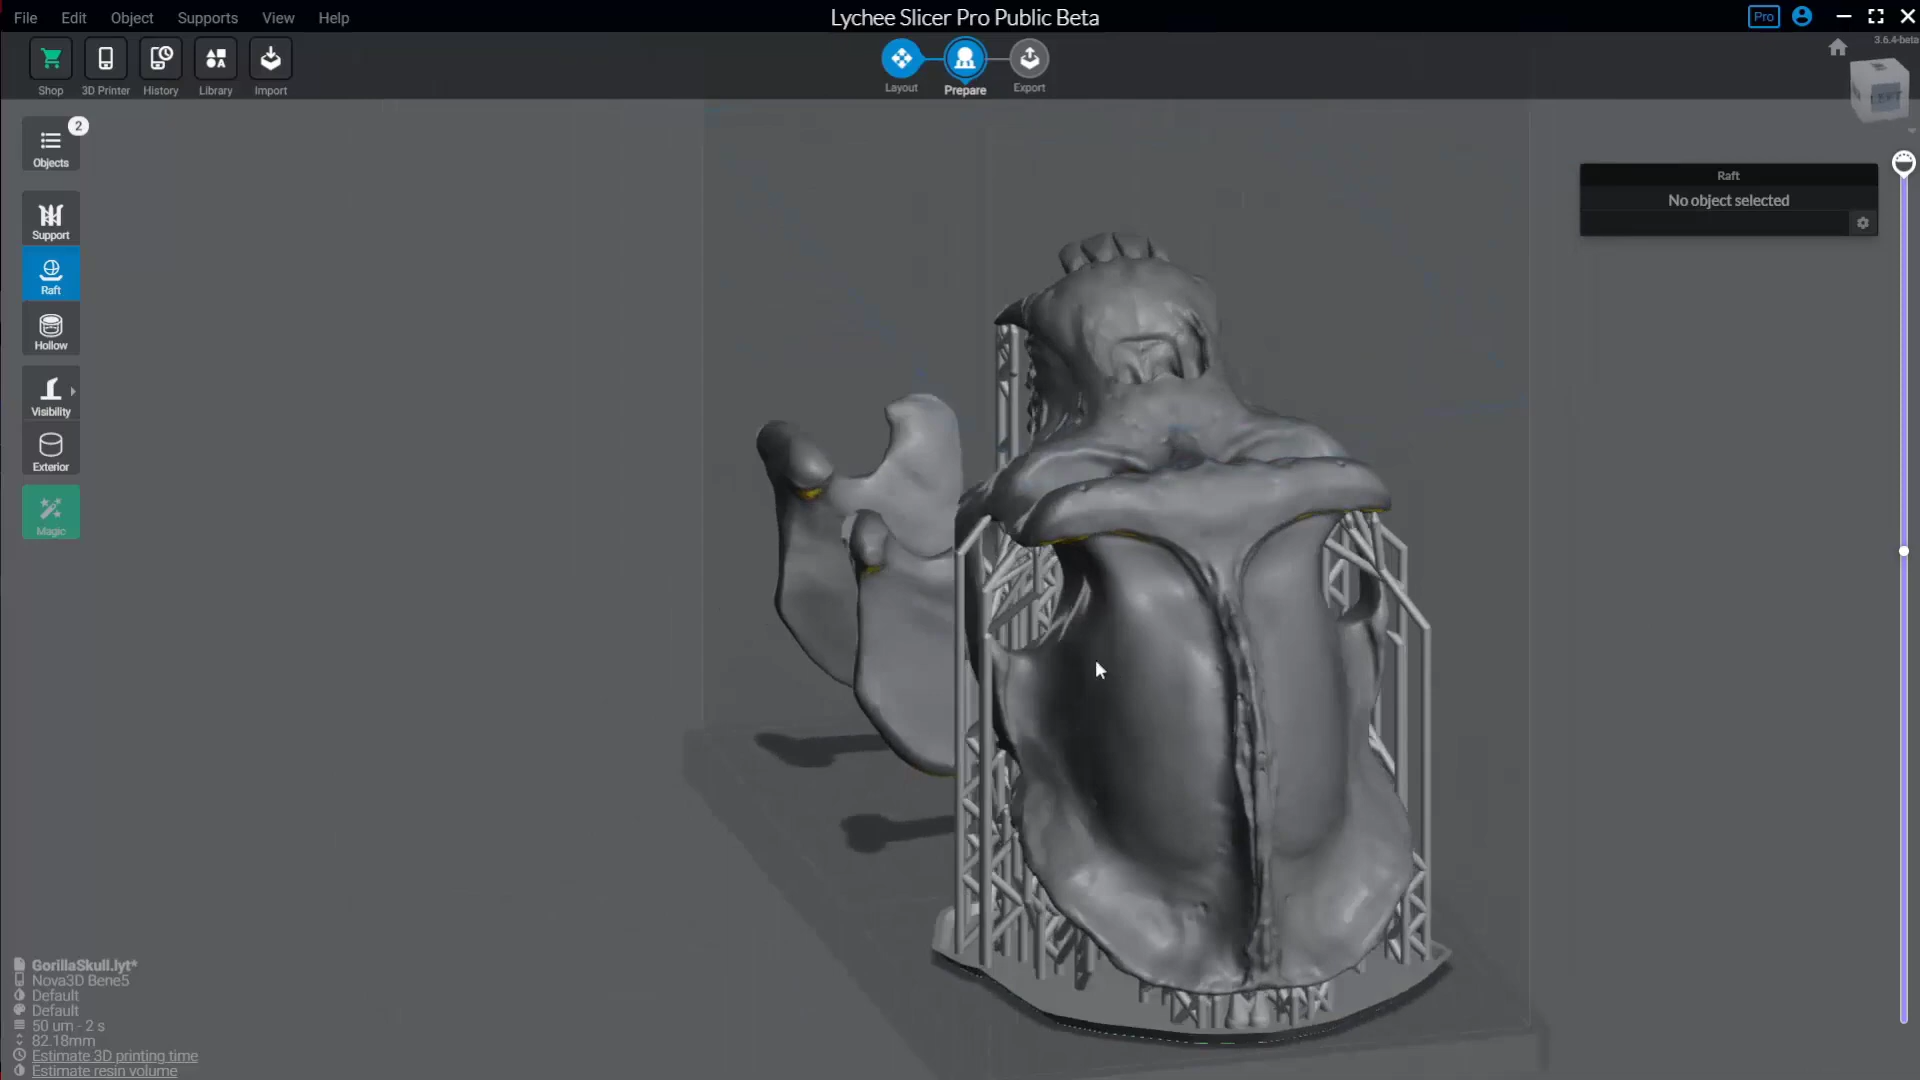 File Edit Object Supports View Help
Lychee Slicer Pro Public Beta
Pro
3.6.4-beta
Shop 3D Printer History Library Import
Layout Prepare Export
LEFT
2
Objects
Support
Raft
Hollow
Visibility
Exterior
Magic
Raft
No object selected
GorillaSkull.lyt*
Nova3D Bene5
Default
Default
50 um - 2 s
82.18mm
Estimate 3D printing time
Estimate resin volume